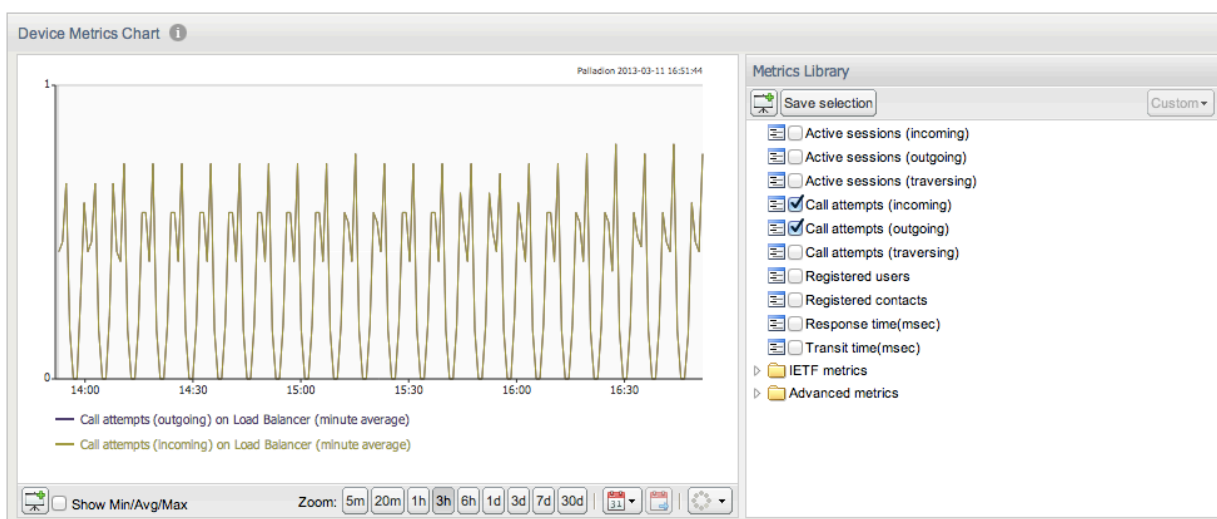 Device Metrics Chart i
Palladion 2013-03-11 16:51:44
1
0
14:00 14:30 15:00 15:30 16:00 16:30
Call attempts (outgoing) on Load Balancer (minute average)
Call attempts (incoming) on Load Balancer (minute average)
Show Min/Avg/Max Zoom: 5m 20m 1h 3h 6h 1d 3d 7d 30d 31
Metrics Library
Save selection Custom
Active sessions (incoming)
Active sessions (outgoing)
Active sessions (traversing)
Call attempts (incoming)
Call attempts (outgoing)
Call attempts (traversing)
Registered users
Registered contacts
Response time(msec)
Transit time(msec)
IETF metrics
Advanced metrics